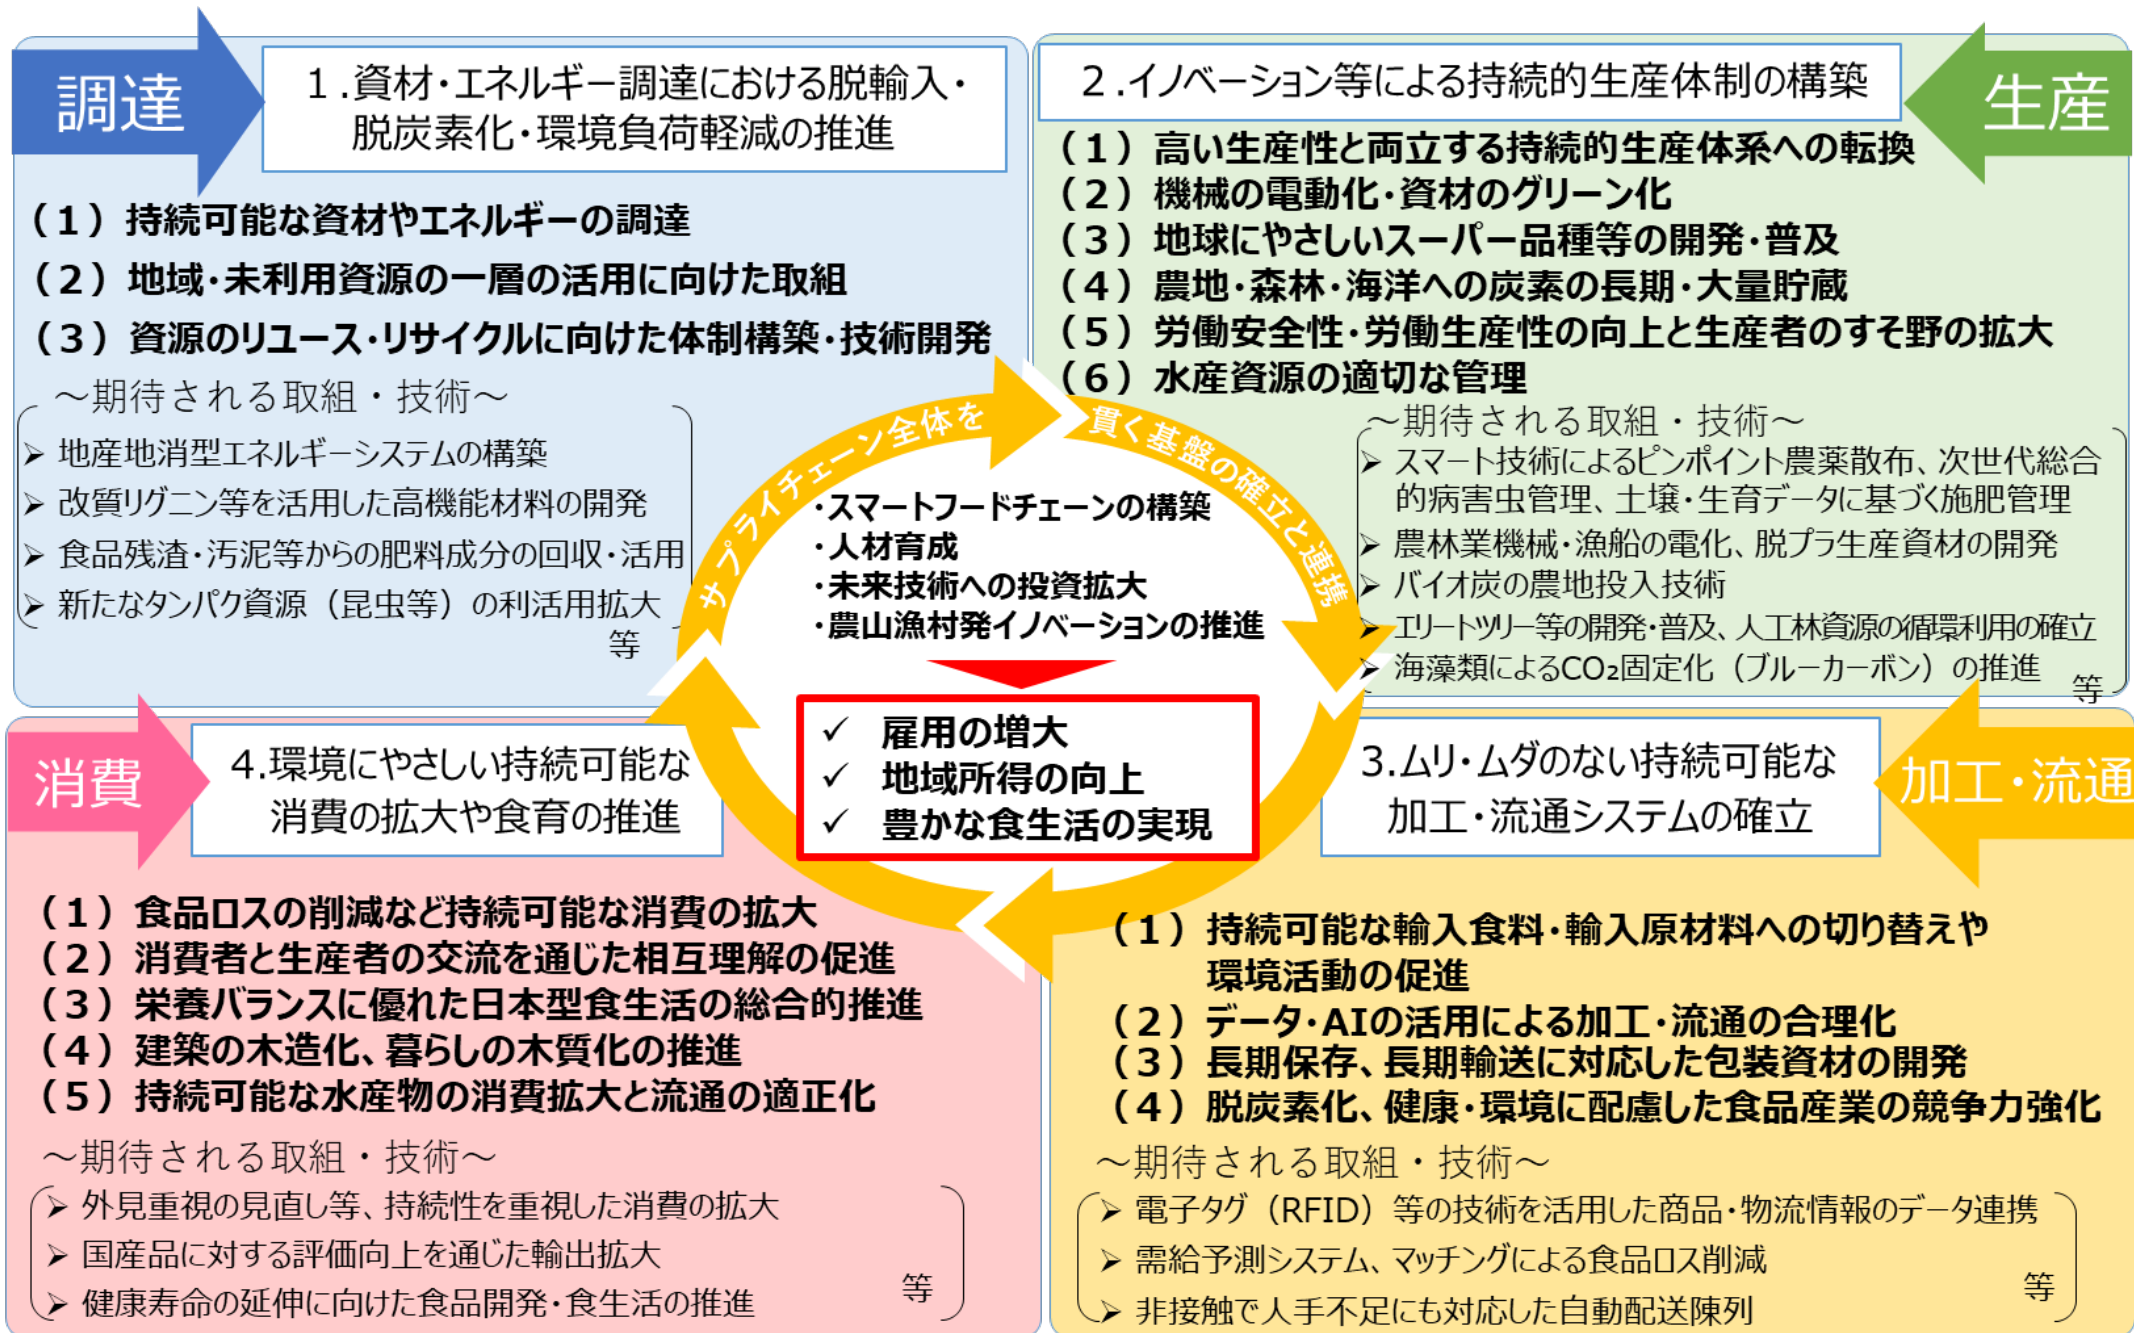 調達
1.資材・エネルギー調達における脱輸入・
脱炭素化・環境負荷軽減の推進
(1)持続可能な資材やエネルギーの調達
(2)地域・未利用資源の一層の活用に向けた取組
(3)資源のリユース・リサイクルに向けた体制構築・技術開発
~期待される取組・技術~
➢ 地産地消型エネルギーシステムの構築
➢ 改質リグニン等を活用した高機能材料の開発
➢ 食品残渣・汚泥等からの肥料成分の回収・活用
➢ 新たなタンパク資源(昆虫等)の利活用拡大
等
生産
2.イノベーション等による持続的生産体制の構築
(1)高い生産性と両立する持続的生産体系への転換
(2)機械の電動化・資材のグリーン化
(3)地球にやさしいスーパー品種等の開発・普及
(4)農地・森林・海洋への炭素の長期・大量貯蔵
(5)労働安全性・労働生産性の向上と生産者のすそ野の拡大
(6)水産資源の適切な管理
~期待される取組・技術~
➢ スマート技術によるピンポイント農薬散布、次世代総合
的病害虫管理、土壌・生育データに基づく施肥管理
➢ 農林業機械・漁船の電化、脱プラ生産資材の開発
➢ バイオ炭の農地投入技術
➢ エリートツリー等の開発・普及、人工林資源の循環利用の確立
➢ 海藻類によるCO₂固定化(ブルーカーボン)の推進
等
サプライチェーン全体を
貫く基盤の確立と連携
・スマートフードチェーンの構築
・人材育成
・未来技術への投資拡大
・農山漁村発イノベーションの推進
✓ 雇用の増大
✓ 地域所得の向上
✓ 豊かな食生活の実現
消費
4.環境にやさしい持続可能な
消費の拡大や食育の推進
(1)食品ロスの削減など持続可能な消費の拡大
(2)消費者と生産者の交流を通じた相互理解の促進
(3)栄養バランスに優れた日本型食生活の総合的推進
(4)建築の木造化、暮らしの木質化の推進
(5)持続可能な水産物の消費拡大と流通の適正化
~期待される取組・技術~
➢ 外見重視の見直し等、持続性を重視した消費の拡大
➢ 国産品に対する評価向上を通じた輸出拡大
➢ 健康寿命の延伸に向けた食品開発・食生活の推進
等
加工・流通
3.ムリ・ムダのない持続可能な
加工・流通システムの確立
(1)持続可能な輸入食料・輸入原材料への切り替えや
環境活動の促進
(2)データ・AIの活用による加工・流通の合理化
(3)長期保存、長期輸送に対応した包装資材の開発
(4)脱炭素化、健康・環境に配慮した食品産業の競争力強化
~期待される取組・技術~
➢ 電子タグ(RFID)等の技術を活用した商品・物流情報のデータ連携
➢ 需給予測システム、マッチングによる食品ロス削減
➢ 非接触で人手不足にも対応した自動配送陳列
等